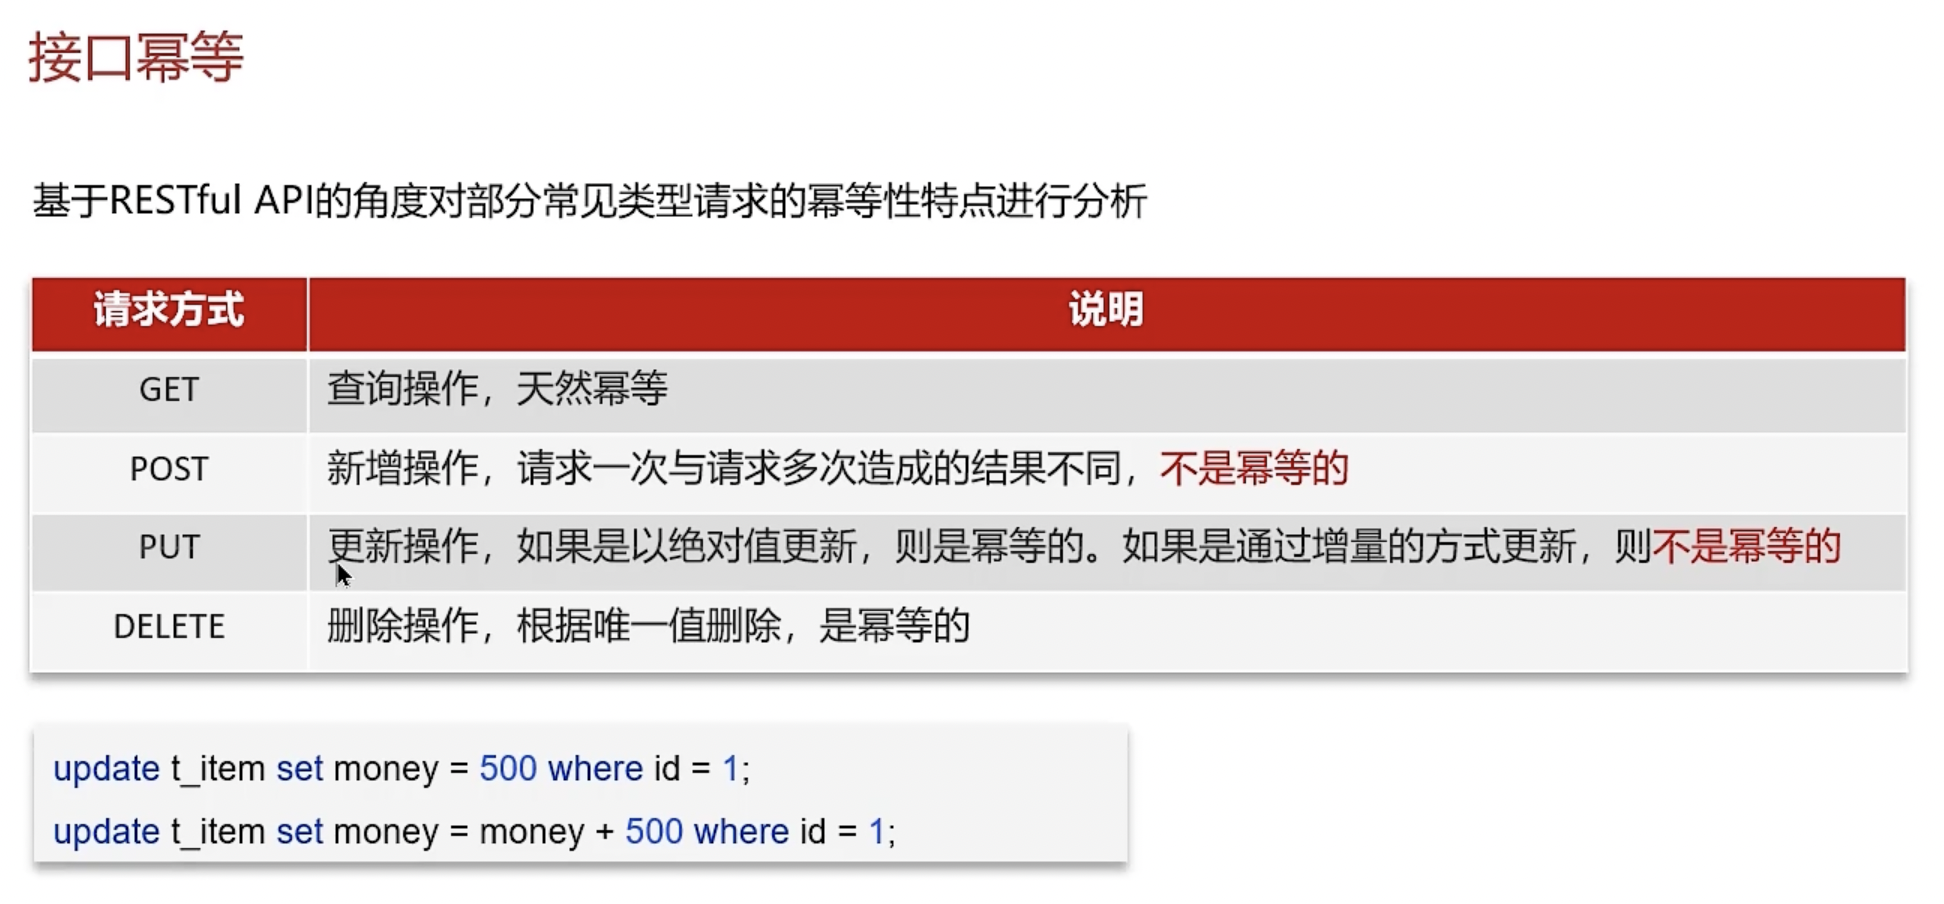 接口幂等
基于RESTful API的角度对部分常见类型请求的幂等性特点进行分析
请求方式 说明
GET 查询操作，天然幂等
POST 新增操作，请求一次与请求多次造成的结果不同，不是幂等的
PUT 更新操作，如果是以绝对值更新，则是幂等的。如果是通过增量的方式更新，则不是幂等的
DELETE 删除操作，根据唯一值删除，是幂等的
update t_item set money = 500 where id = 1;
update t_item set money = money + 500 where id = 1;